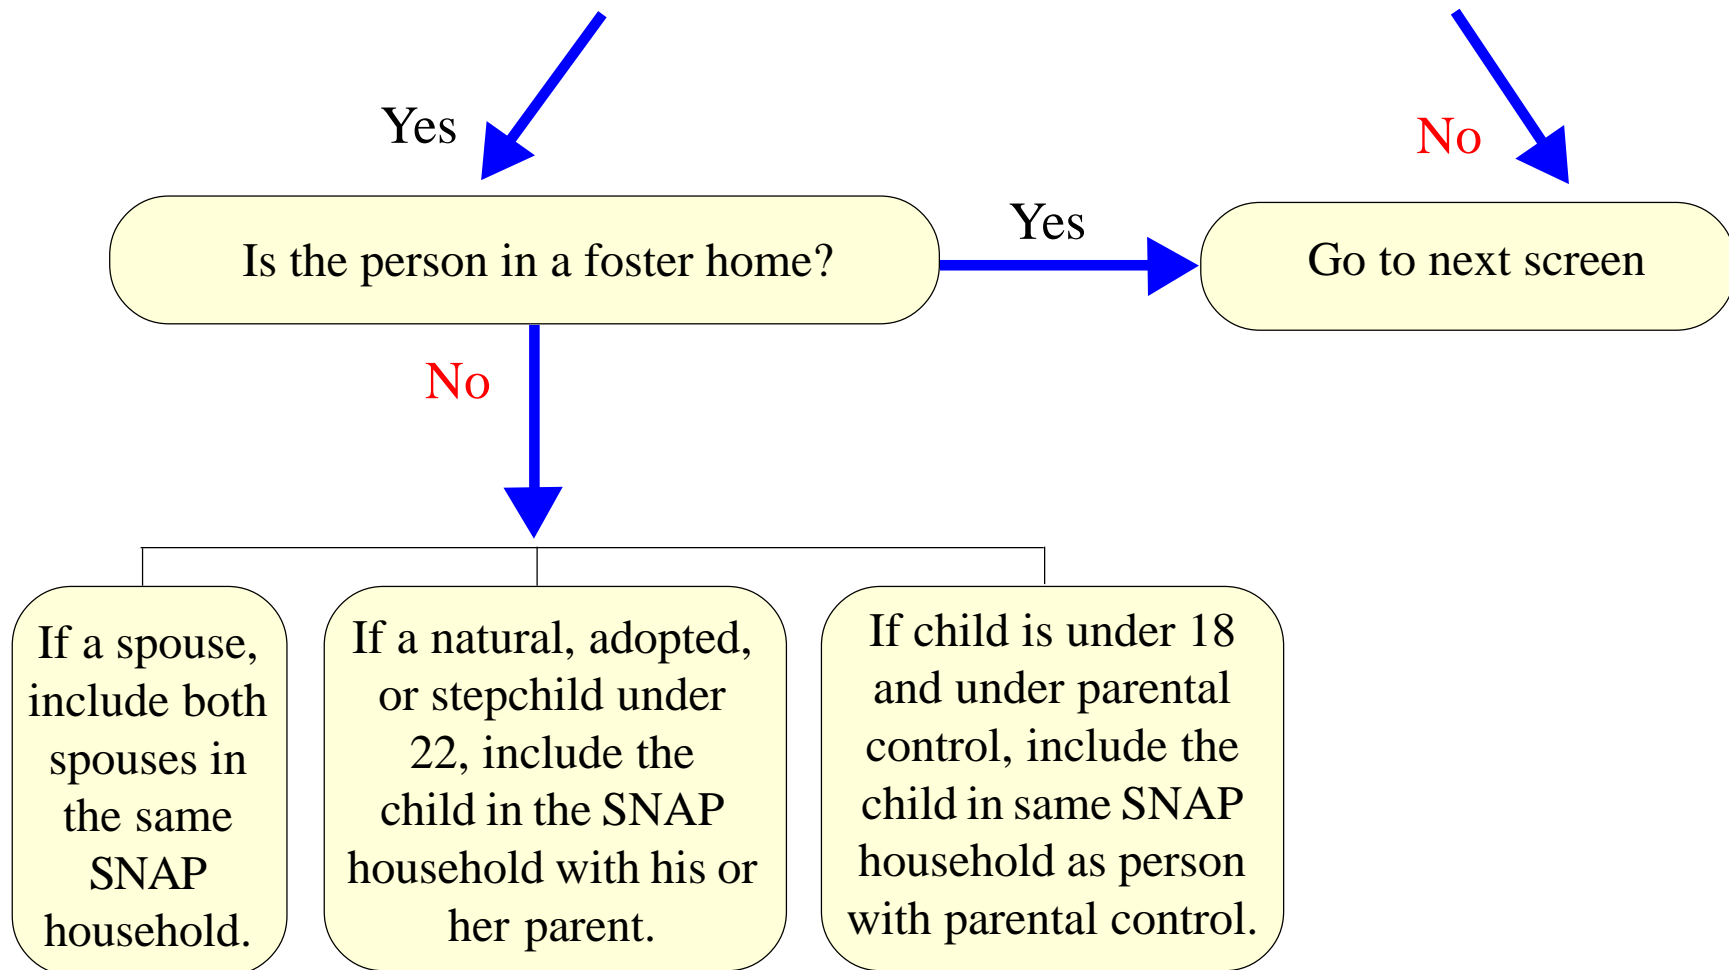 Yes
No
Is the person in a foster home?
Yes
Go to next screen
No
If a spouse,
include both
spouses in
the same
SNAP
household.
If a natural, adopted,
or stepchild under
22, include the
child in the SNAP
household with his or
her parent.
If child is under 18
and under parental
control, include the
child in same SNAP
household as person
with parental control.